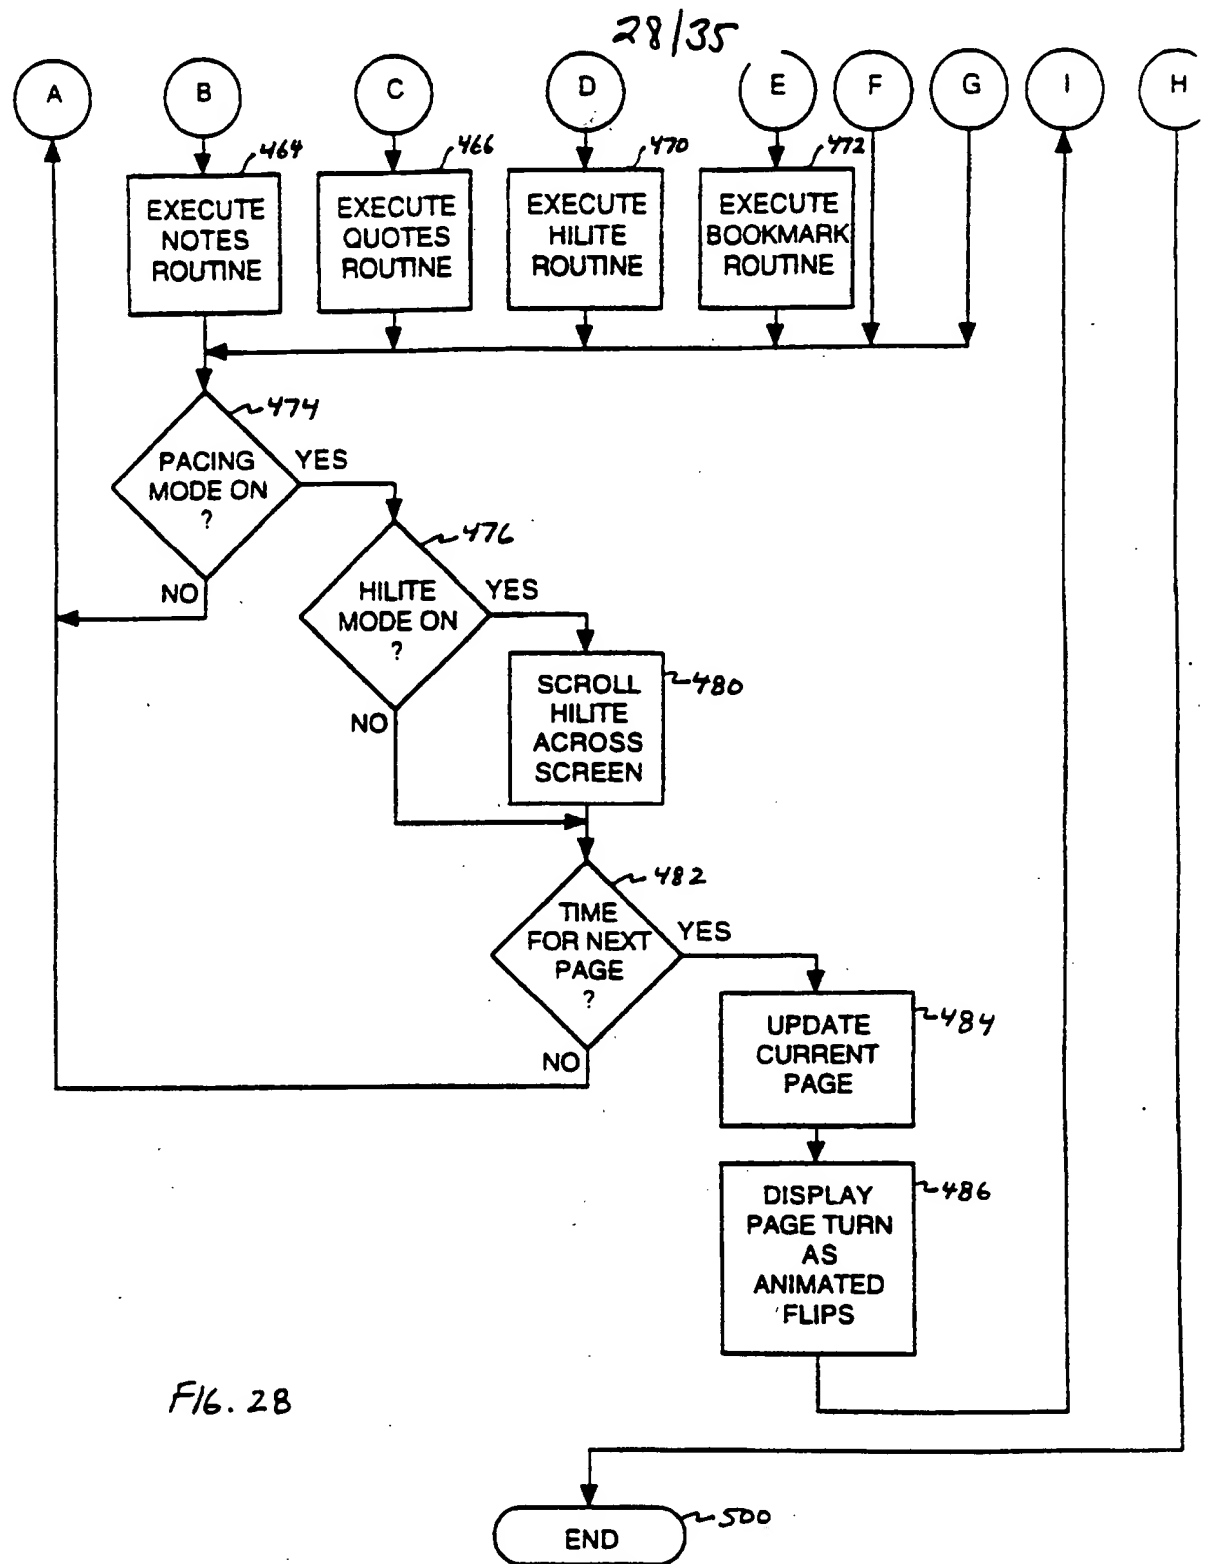 28/35
A
B
C
D
E
F
G
I
H
464
466
470
472
EXECUTE
NOTES
ROUTINE
EXECUTE
QUOTES
ROUTINE
EXECUTE
HILITE
ROUTINE
EXECUTE
BOOKMARK
ROUTINE
474
PACING
MODE ON
?
YES
NO
476
HILITE
MODE ON
?
YES
NO
480
SCROLL
HILITE
ACROSS
SCREEN
482
TIME
FOR NEXT
PAGE
?
YES
NO
484
UPDATE
CURRENT
PAGE
486
DISPLAY
PAGE TURN
AS
ANIMATED
FLIPS
FIG. 28
500
END